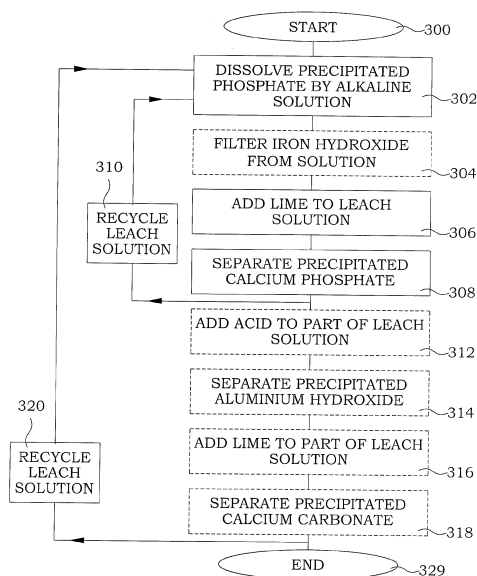 START
300
DISSOLVE PRECIPITATED
PHOSPHATE BY ALKALINE
SOLUTION
302
FILTER IRON HYDROXIDE
FROM SOLUTION
304
310
RECYCLE
LEACH
SOLUTION
ADD LIME TO LEACH
SOLUTION
306
SEPARATE PRECIPITATED
CALCIUM PHOSPHATE
308
ADD ACID TO PART OF LEACH
SOLUTION
312
SEPARATE PRECIPITATED
ALUMINIUM HYDROXIDE
314
320
RECYCLE
LEACH
SOLUTION
ADD LIME TO PART OF LEACH
SOLUTION
316
SEPARATE PRECIPITATED
CALCIUM CARBONATE
318
END
329